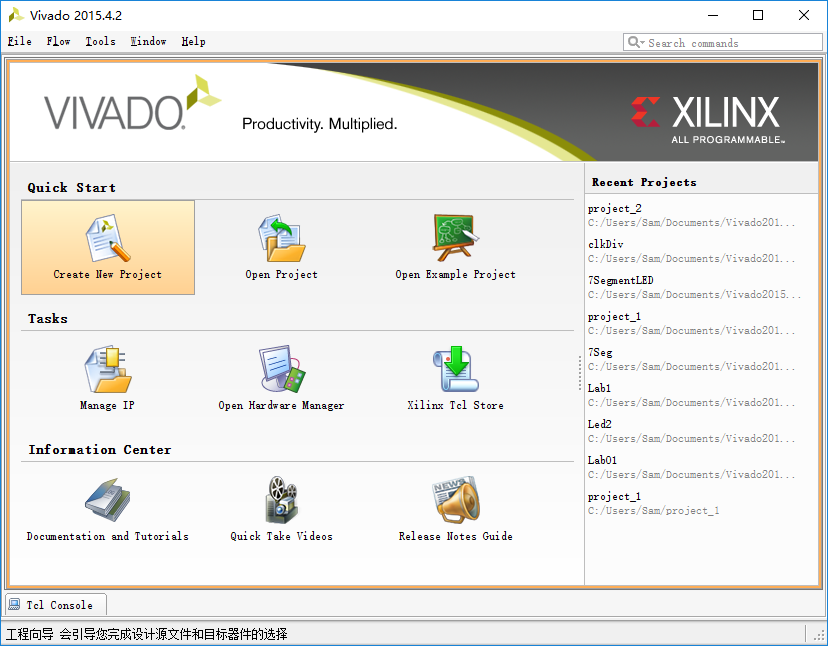 Vivado 2015.4.2
File Flow Tools Window Help
Search commands
VIVADO.
Productivity. Multiplied.
XILINX
ALL PROGRAMMABLE™
Quick Start
Create New Project
Open Project
Open Example Project
Tasks
Manage IP
Open Hardware Manager
Xilinx Tcl Store
Information Center
Documentation and Tutorials
NEWS
Quick Take Videos
Release Notes Guide
Recent Projects
project_2
C:/Users/Sam/Documents/Vivado201...
clkDiv
C:/Users/Sam/Documents/Vivado201...
7SegmentLED
C:/Users/Sam/Documents/Vivado2015...
project_1
C:/Users/Sam/Documents/Vivado201...
7Seg
C:/Users/Sam/Documents/Vivado201...
Lab1
C:/Users/Sam/Documents/Vivado201...
Led2
C:/Users/Sam/Documents/Vivado201...
Lab01
C:/Users/Sam/Documents/Vivado201...
project_1
C:/Users/Sam/project_1
Tcl Console
工程向导 会引导您完成设计源文件和目标器件的选择